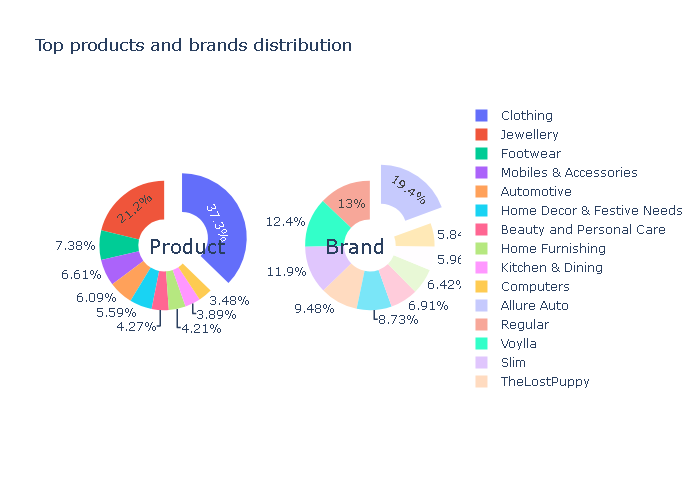 Top products and brands distribution
Clothing
Jewellery
Footwear
Mobiles & Accessories
Automotive
Home Decor & Festive Needs
Beauty and Personal Care
Home Furnishing
Kitchen & Dining
Computers
Allure Auto
Regular
Voylla
Slim
TheLostPuppy
Product
37.3%
21.2%
7.38%
6.61%
6.09%
5.59%
4.27%
4.21%
3.89%
3.48%
Brand
19.4%
13%
12.4%
11.9%
9.48%
8.73%
6.91%
6.42%
5.96
5.84